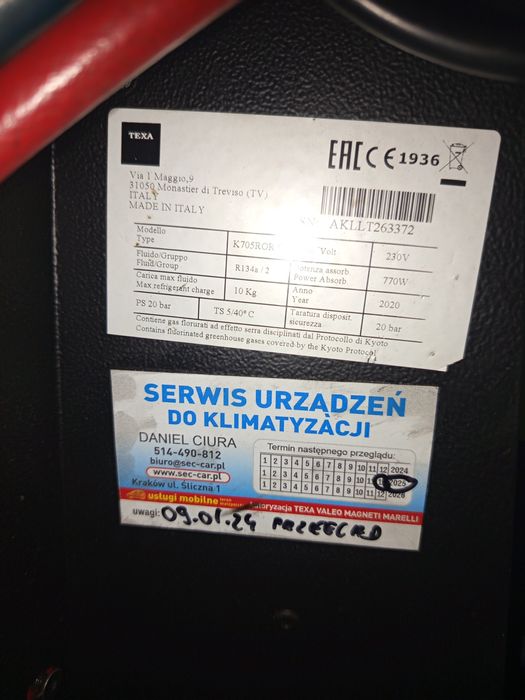 TEXA
EAC CE 1936
Via 1 Maggio,9
31050 Monastier di Treviso (TV)
ITALY
MADE IN ITALY
AKLLT263372
Modello
Type
K705ROR
Volt
230V
Fluido/Gruppo
Fluid/Group
R134a / 2
Potenza assorb
Power Absorb
770W
Carica max fluido
Max refrigerant charge
10 Kg
Anno
Year
2020
PS 20 bar
TS 5/40° C
Taratura disposit.
sicurezza
20 bar
Contiene gas florurati ad effetto serra disciplinati dal Protocollo di Kyoto
Contains fluorinated greenhouse gases covered by the Kyoto Protocol
SERWIS URZĄDZEŃ
DO KLIMATYZACJI
DANIEL CIURA
514-490-812
biuro@sec-car.pl
www.sec-car.pl
Kraków ul. Śliczna 1
Termin następnego przeglądu:
1 2 3 4 5 6 7 8 9 10 11 12 2024
1 2 3 4 5 6 7 8 9 10 11 12 2025
1 2 3 4 5 6 7 8 9 10 11 12 2026
usługi mobilne
autoryzacja TEXA VALEO MAGNETI MARELLI
uwagi: 09.01.24 PRZEGLĄD